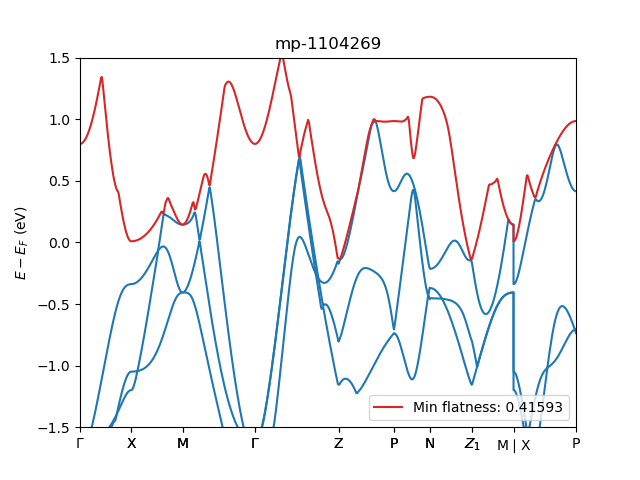 mp-1104269
E − E_F (eV)
1.5
1.0
0.5
0.0
−0.5
−1.0
−1.5
Min flatness: 0.41593
Γ X M Γ Z P N Z₁ M | X P